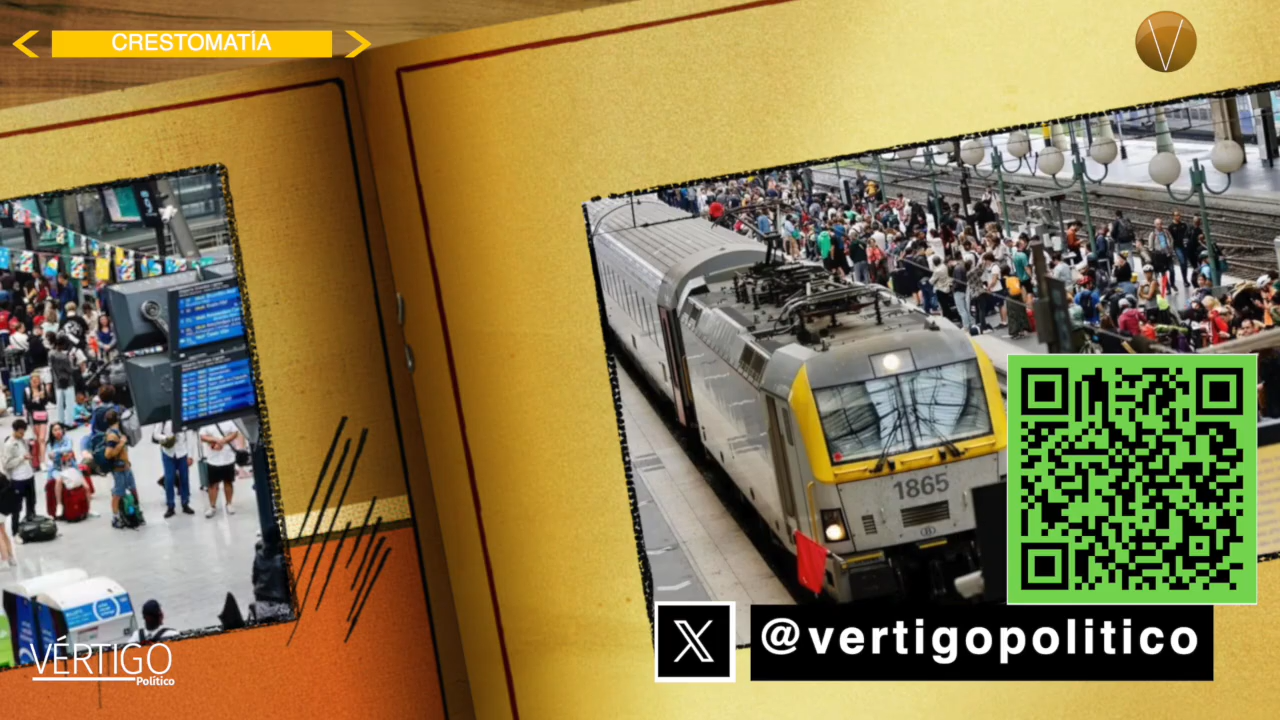 CRESTOMATÍA
V
1865
B
@vertigopolitico
VÉRTIGO
Político